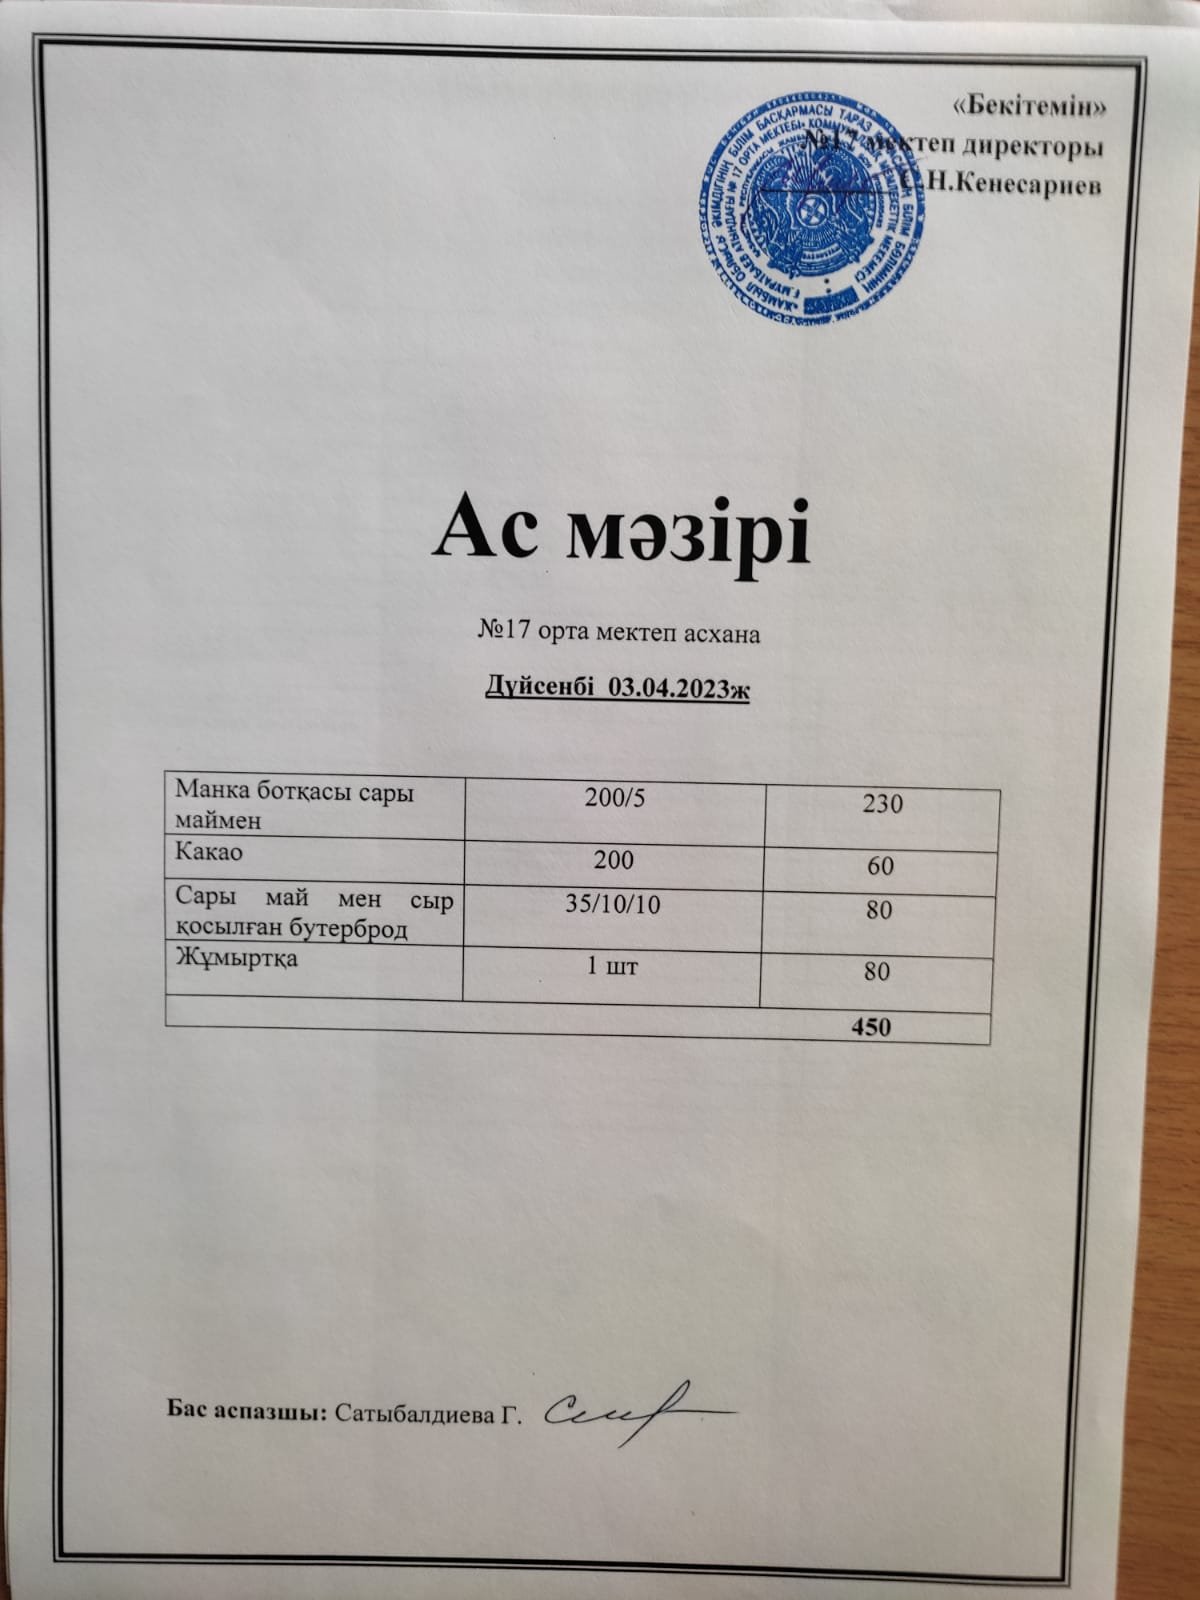 «Бекітемін»
№17 мектеп директоры
Н.Кенесариев
Ас мәзірі
№17 орта мектеп асхана
Дүйсенбі 03.04.2023ж
Манка ботқасы сары
маймен
200/5
230
Какао
200
60
Сары май мен сыр
қосылған бутерброд
35/10/10
80
Жұмыртқа
1 шт
80
450
Бас аспазшы: Сатыбалдиева Г.